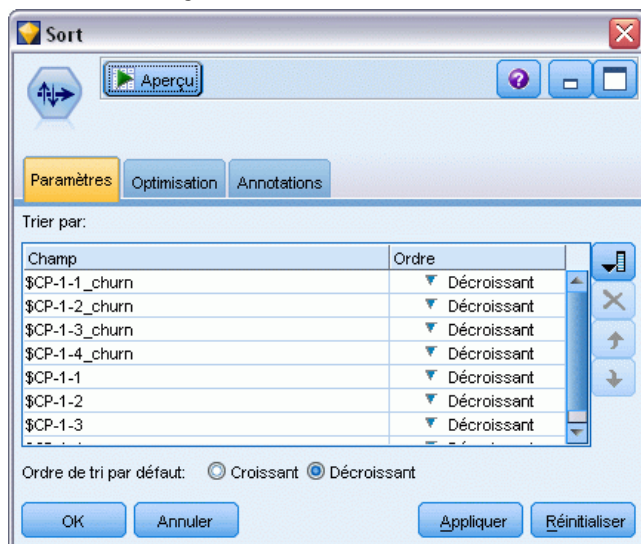 Sort
Aperçu
Paramètres Optimisation Annotations
Trier par:
Champ Ordre
$CP-1-1_churn Décroissant
$CP-1-2_churn Décroissant
$CP-1-3_churn Décroissant
$CP-1-4_churn Décroissant
$CP-1-1 Décroissant
$CP-1-2 Décroissant
$CP-1-3 Décroissant
Ordre de tri par défaut: Croissant Décroissant
OK Annuler Appliquer Réinitialiser